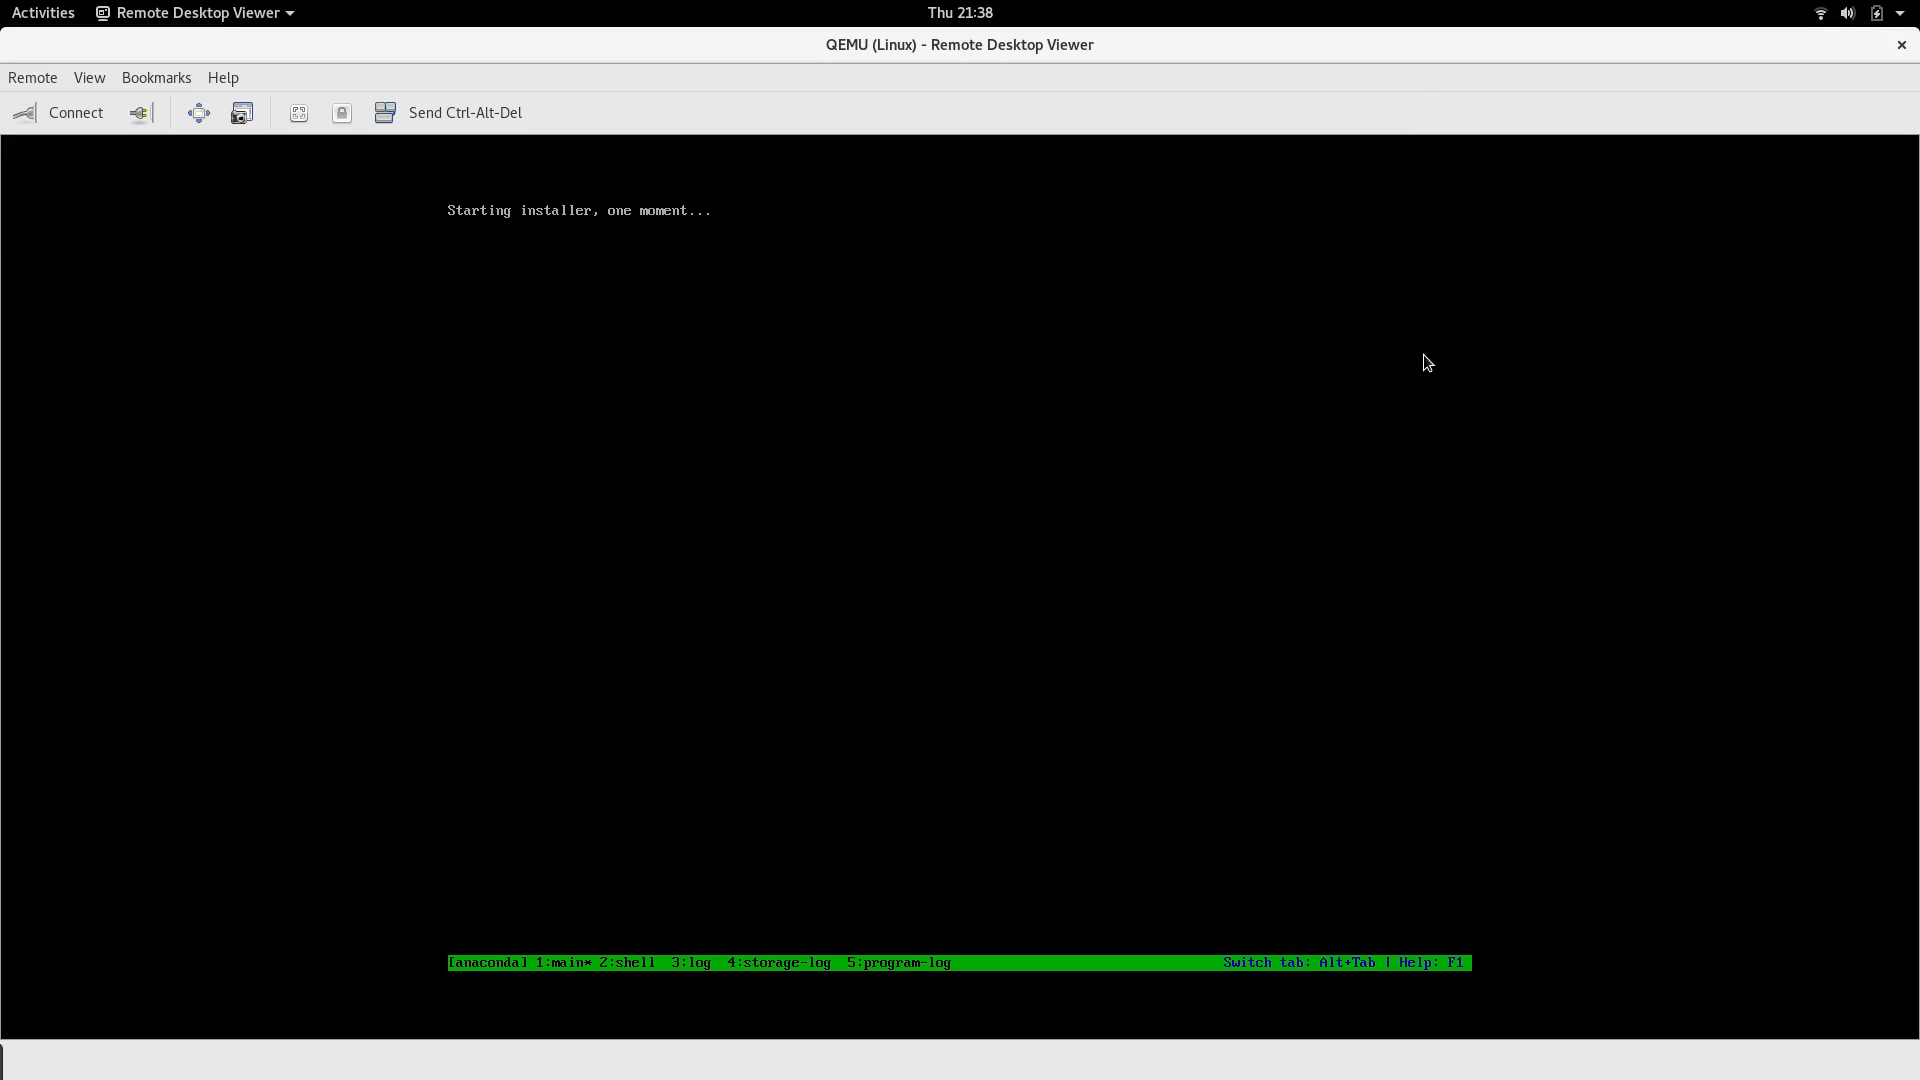 Activities Remote Desktop Viewer Thu 21:38
QEMU (Linux) - Remote Desktop Viewer
Remote View Bookmarks Help
Connect Send Ctrl-Alt-Del
Starting installer, one moment...
[anaconda] 1:main* 2:shell 3:log 4:storage-log 5:program-log Switch tab: Alt+Tab | Help: F1